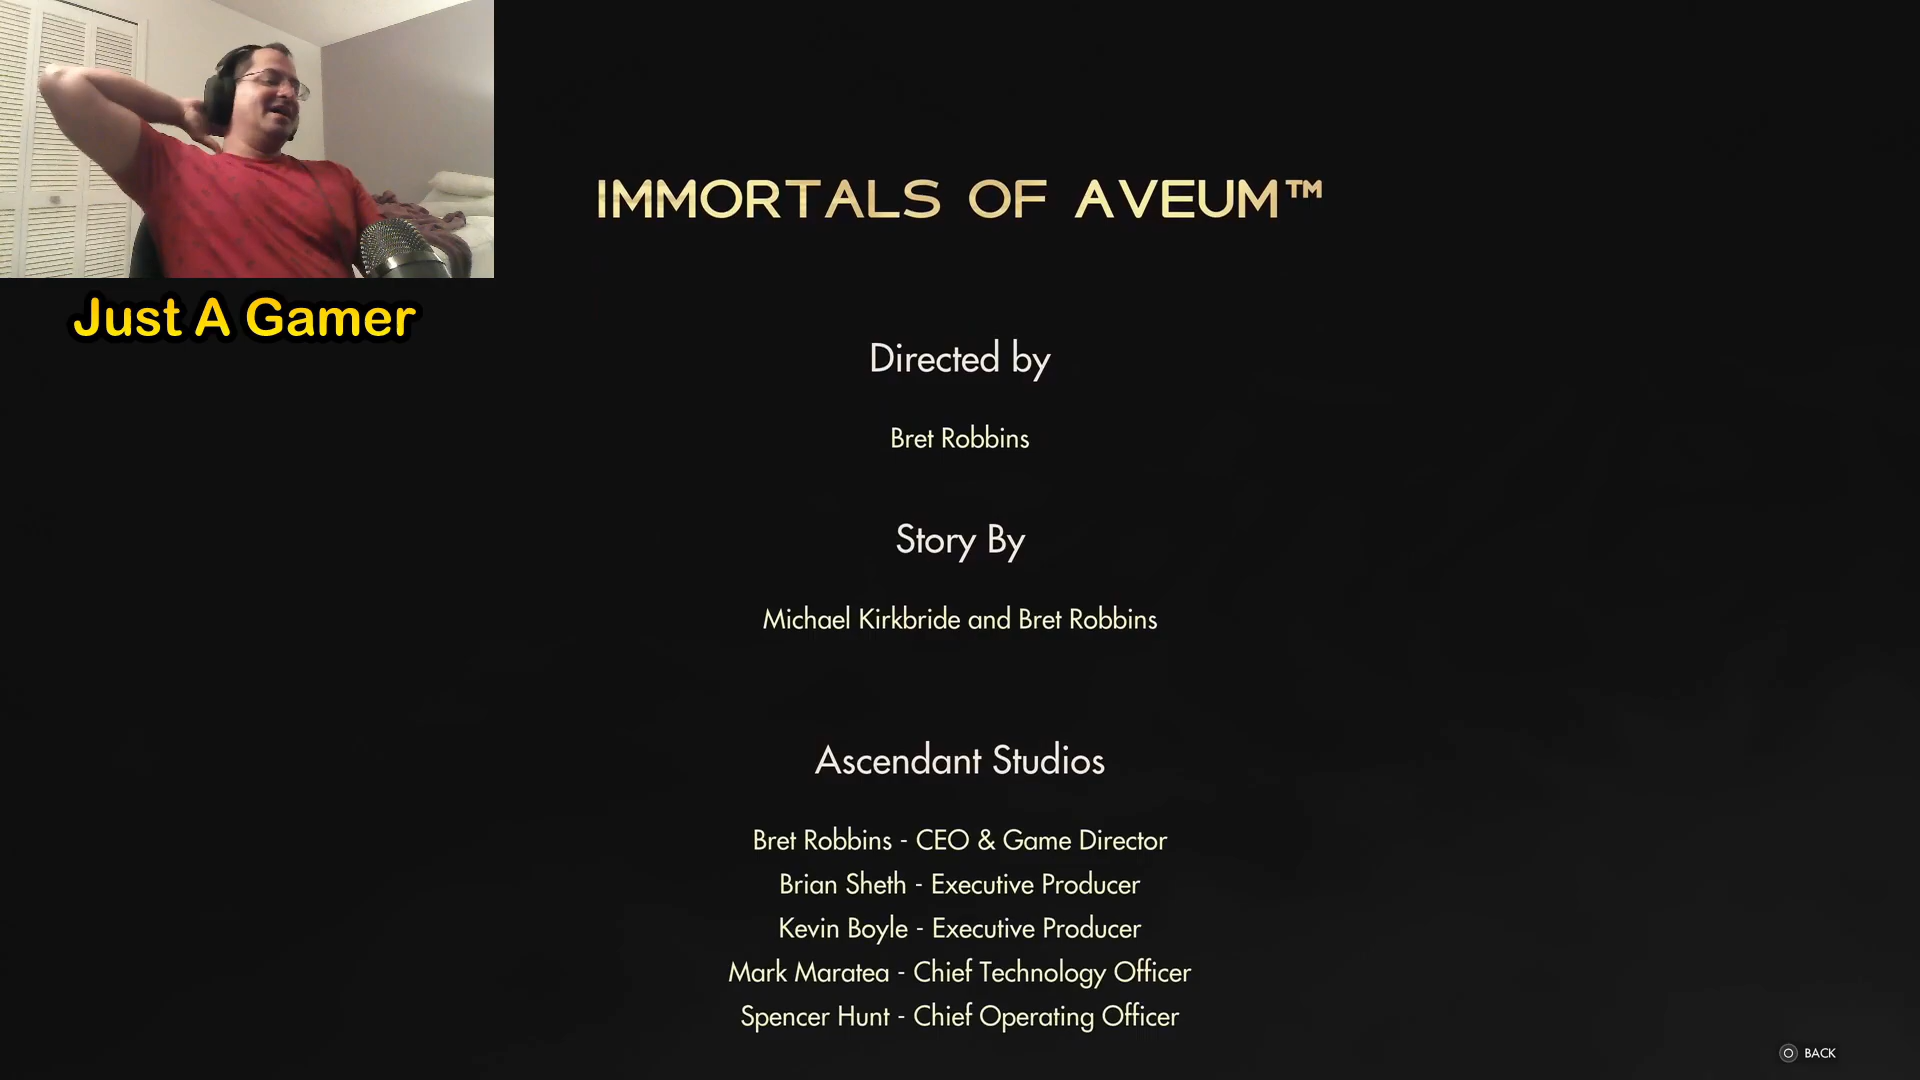 IMMORTALS OF AVEUM™
Just A Gamer
Directed by
Bret Robbins
Story By
Michael Kirkbride and Bret Robbins
Ascendant Studios
Bret Robbins - CEO & Game Director
Brian Sheth - Executive Producer
Kevin Boyle - Executive Producer
Mark Maratea - Chief Technology Officer
Spencer Hunt - Chief Operating Officer
BACK